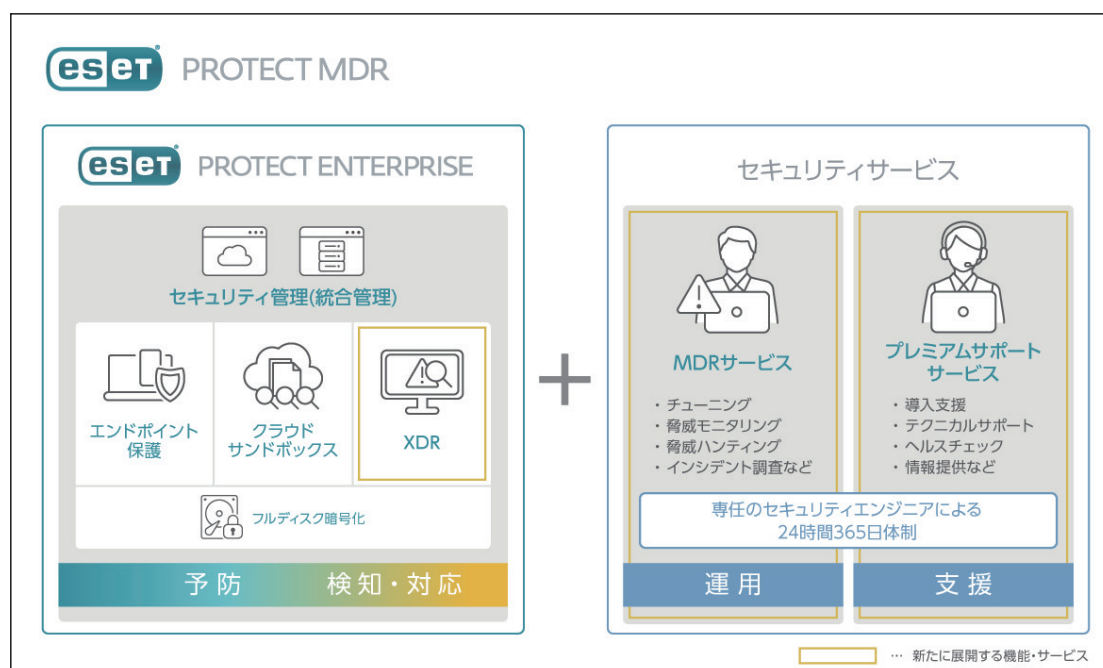 eset PROTECT MDR
eset PROTECT ENTERPRISE
セキュリティ管理(統合管理)
エンドポイント
保護
クラウド
サンドボックス
XDR
フルディスク暗号化
予防
検知・対応
+
セキュリティサービス
MDRサービス
・チューニング
・脅威モニタリング
・脅威ハンティング
・インシデント調査など
プレミアムサポート
サービス
・導入支援
・テクニカルサポート
・ヘルスチェック
・情報提供など
専任のセキュリティエンジニアによる
24時間365日体制
運用
支援
… 新たに展開する機能・サービス